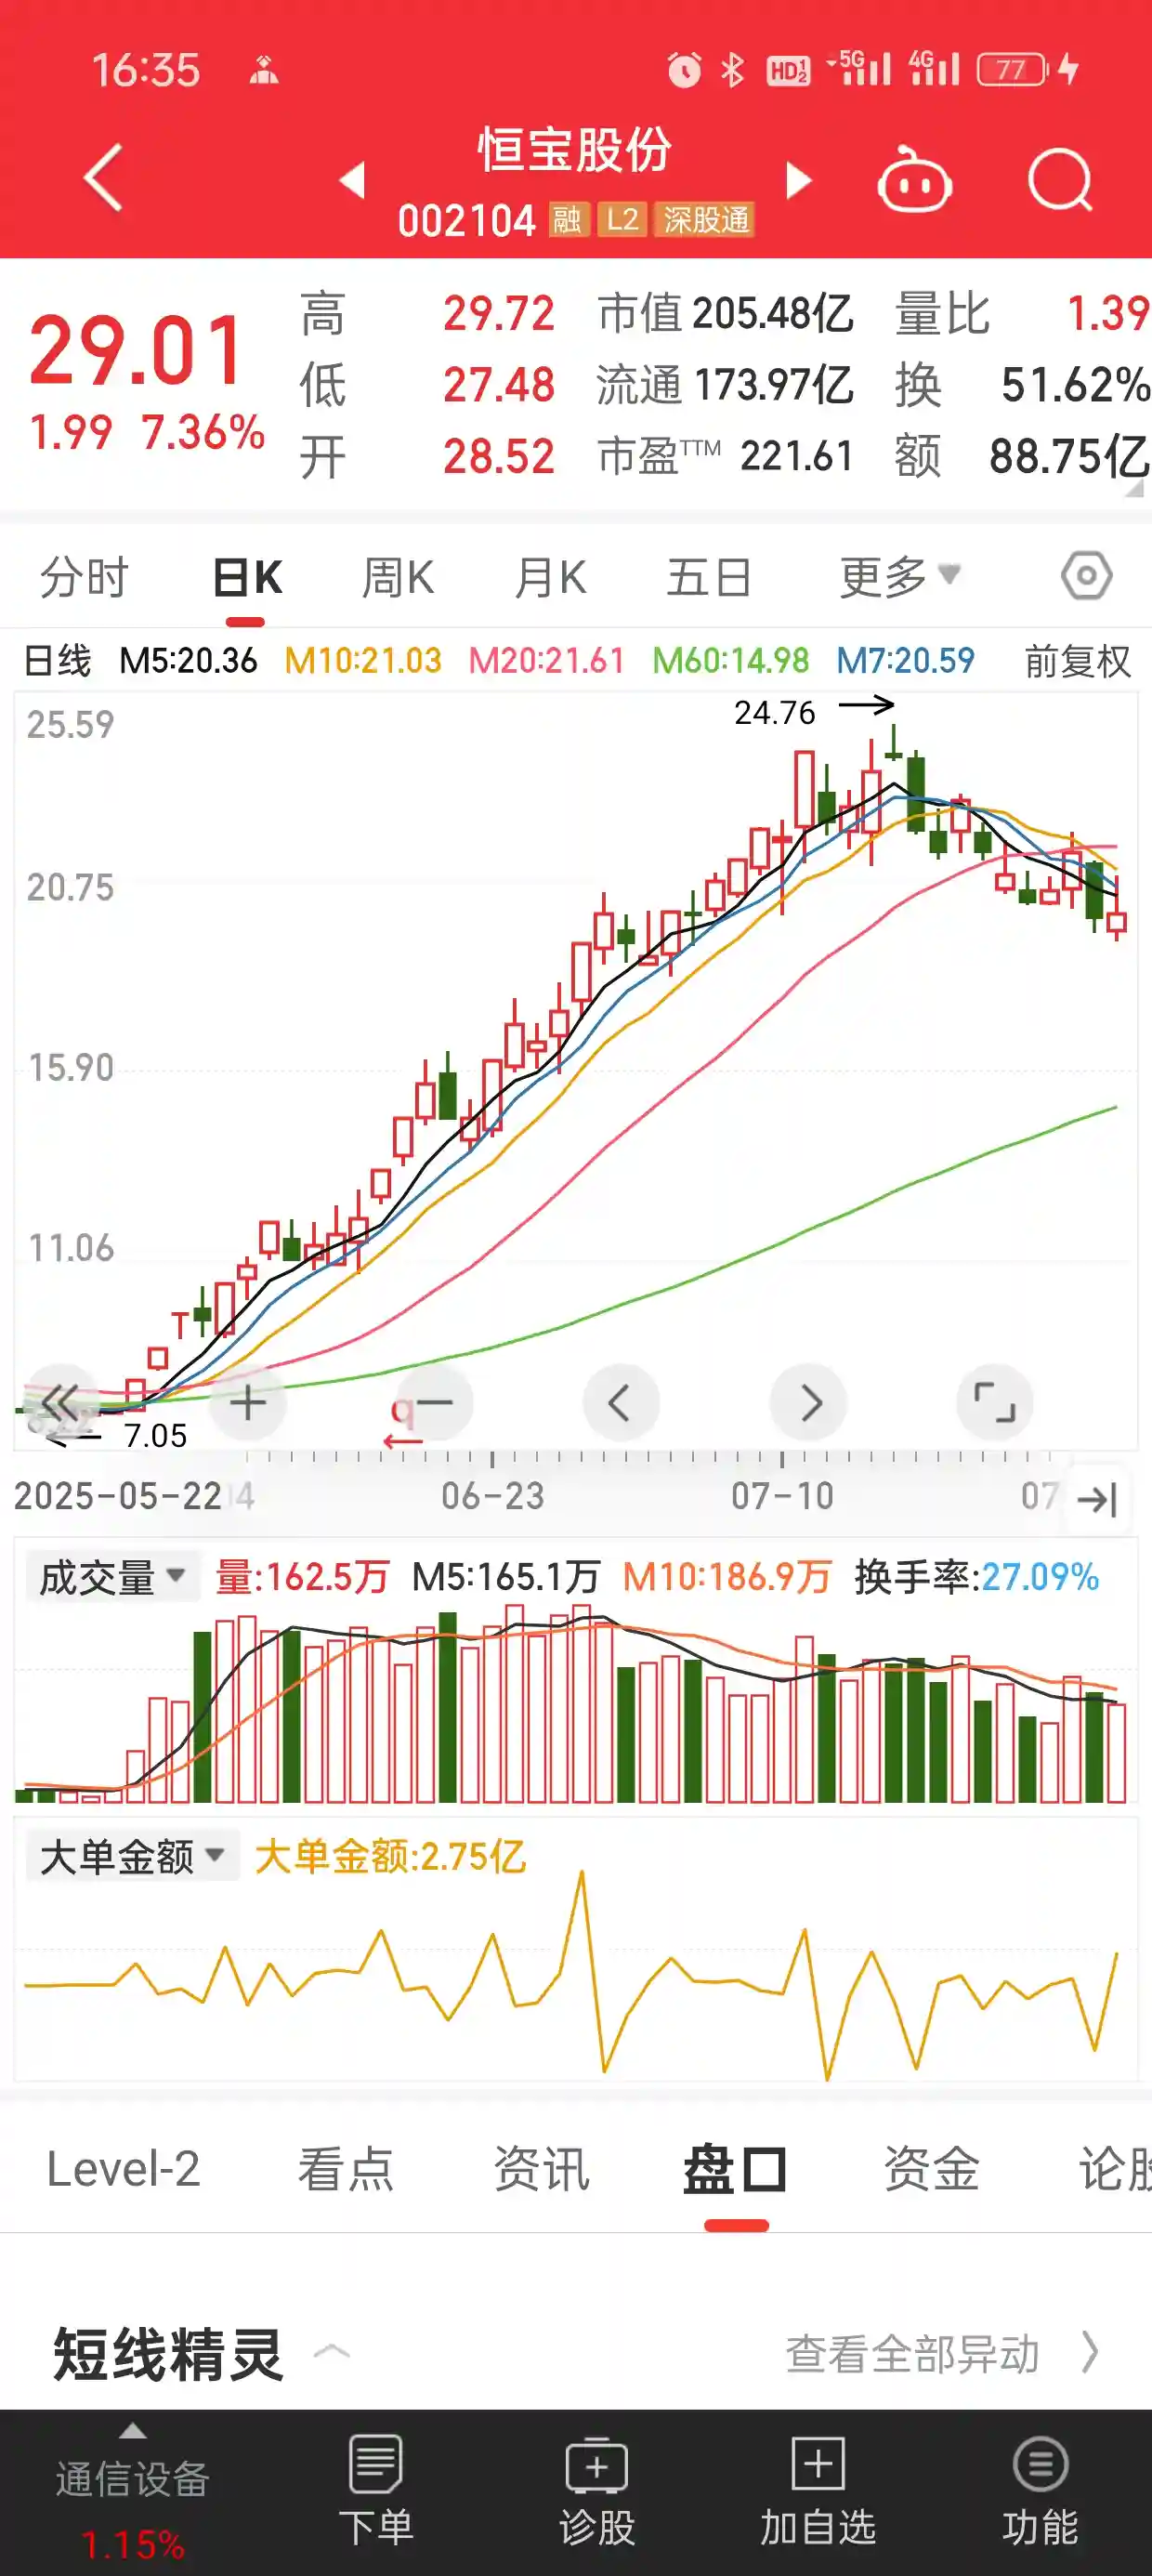 16:35 HD12 5G 4G 77
恒宝股份
002104 融 L2 深股通
29.01
1.99 7.36%
高 29.72 市值 205.48亿 量比 1.39
低 27.48 流通 173.97亿 换 51.62%
开 28.52 市盈TTM 221.61 额 88.75亿
分时 日K 周K 月K 五日 更多
日线 M5:20.36 M10:21.03 M20:21.61 M60:14.98 M7:20.59 前复权
24.76
25.59
20.75
15.90
11.06
q
7.05
2025-05-22 06-23 07-10 07
成交量 量:162.5万 M5:165.1万 M10:186.9万 换手率:27.09%
大单金额 大单金额:2.75亿
Level-2 看点 资讯 盘口 资金 论股
短线精灵 查看全部异动
通信设备 下单 诊股 加自选 功能
1.15%